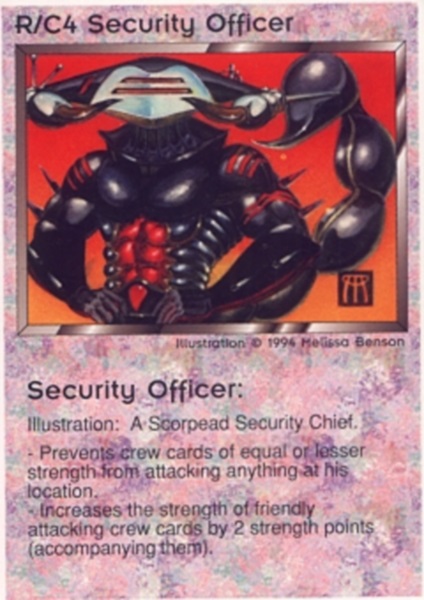 R/C4 Security Officer
Illustration © 1994 Melissa Benson
Security Officer:
Illustration: A Scorpead Security Chief.
- Prevents crew cards of equal or lesser
strength from attacking anything at his
location.
- Increases the strength of friendly
attacking crew cards by 2 strength points
(accompanying them).